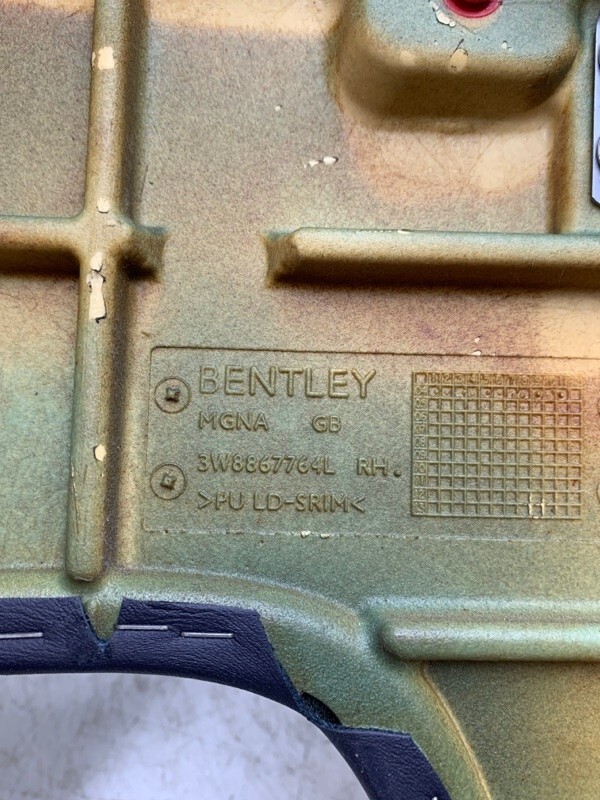 BENTLEY
MGNA GB
3W8867764L RH.
>PU LD-SRIM<